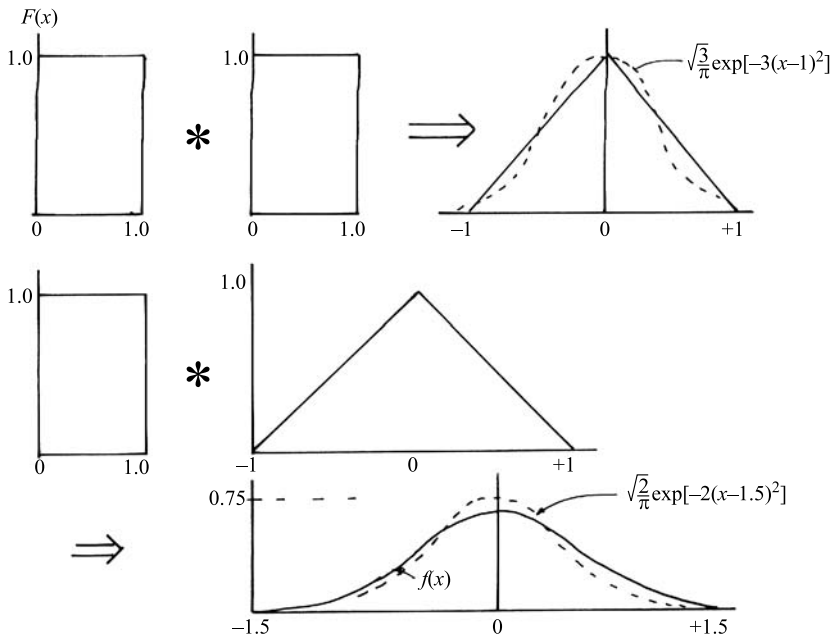 F(x)
1.0
0 1.0
*
0 1.0
⇒
√3/π exp[–3(x–1)²]
–1 0 +1
1.0
0 1.0
*
1.0
–1 0 +1
⇒
0.75
√2/π exp[–2(x–1.5)²]
f(x)
–1.5 0 +1.5